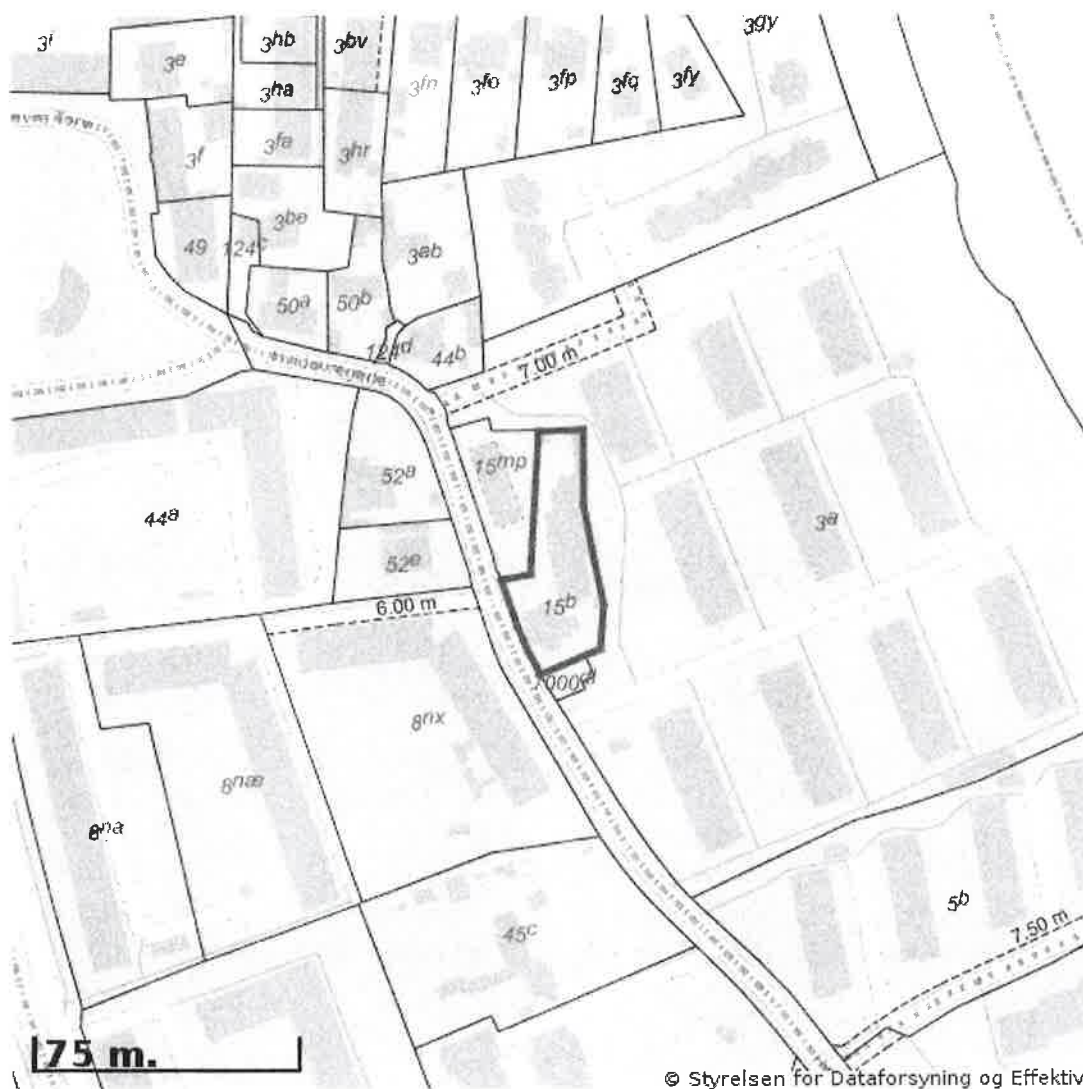 3i
3e
3hb
3bv
3gy
3ha
3fn
3fo
3fp
3fq
3fy
3f
3fa
3hr
49
124c
3be
3ab
50a
50b
124d
44b
7.00 m
52a
15mp
44a
3a
52e
6.00 m
15b
8nx
8næ
8na
5b
45c
7.50 m
75 m.
© Styrelsen for Dataforsyning og Effektiv